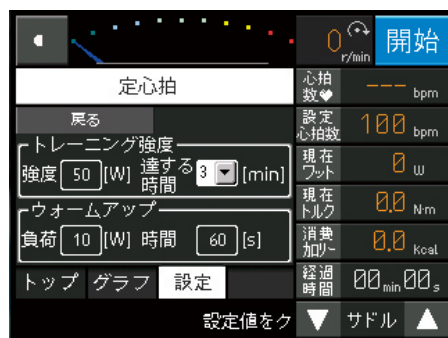 0 r/min
開始
定心拍
戻る
トレーニング強度
強度 50 [W] 達する時間 3 [min]
ウォームアップ
負荷 10 [W] 時間 60 [s]
トップ グラフ 設定
設定値をク
心拍数♥ --- bpm
設定心拍数 100 bpm
現在ワット 0 W
現在トルク 0.0 N·m
消費カロリー 0.0 kcal
経過時間 00 min 00 s
▼ サドル ▲